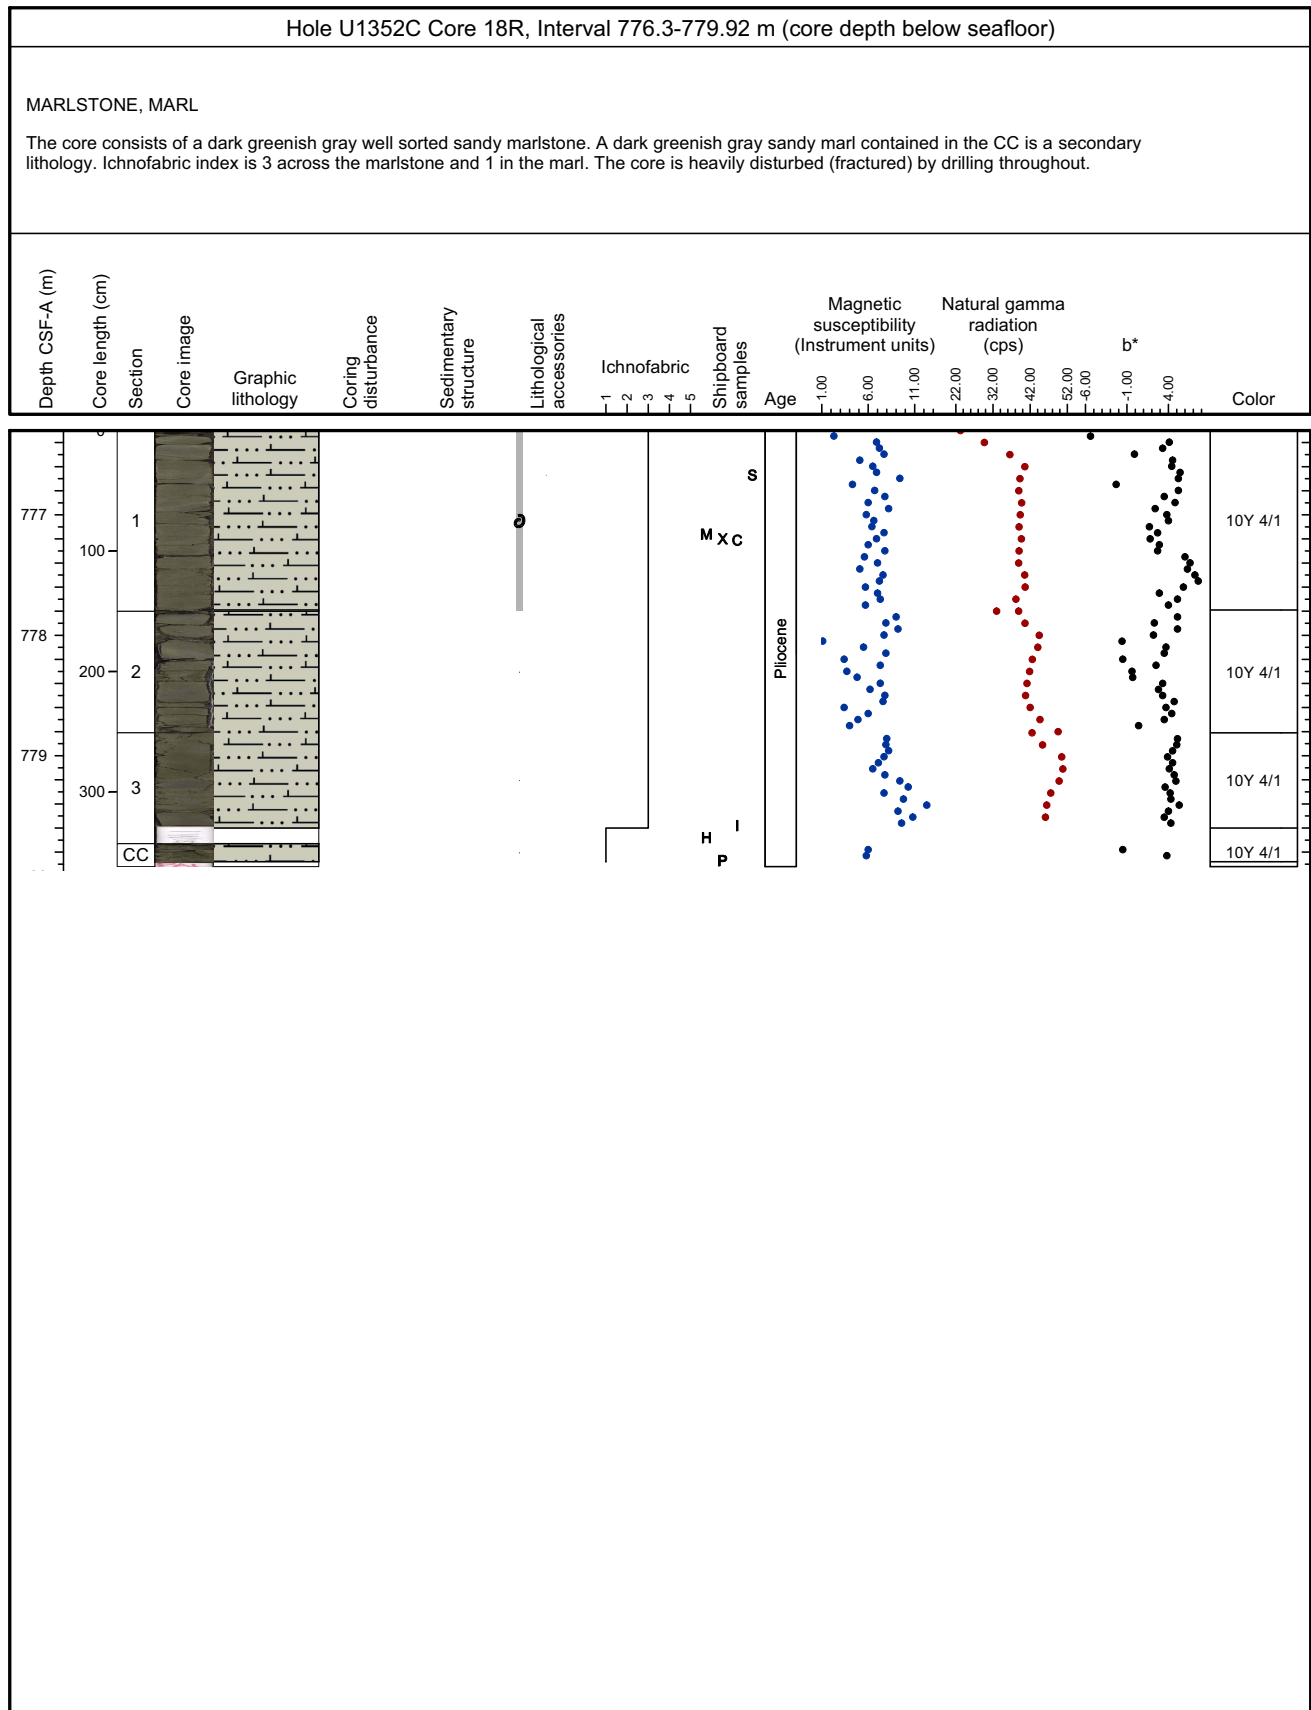 Hole U1352C Core 18R, Interval 776.3-779.92 m (core depth below seafloor)
MARLSTONE, MARL
The core consists of a dark greenish gray well sorted sandy marlstone. A dark greenish gray sandy marl contained in the CC is a secondary
lithology. Ichnofabric index is 3 across the marlstone and 1 in the marl. The core is heavily disturbed (fractured) by drilling throughout.
Depth CSF-A (m)
Core length (cm)
Section
Core image
Graphic
lithology
Coring
disturbance
Sedimentary
structure
Lithological
accessories
Ichnofabric
1 2 3 4 5
Shipboard
samples
Age
Magnetic
susceptibility
(Instrument units)
1.00 6.00 11.00
Natural gamma
radiation
(cps)
22.00 32.00 42.00 52.00
b*
-6.00 -1.00 4.00
Color
777
778
779
0
100
200
300
1
2
3
CC
S
M X C
I
H
P
Pliocene
10Y 4/1
10Y 4/1
10Y 4/1
10Y 4/1